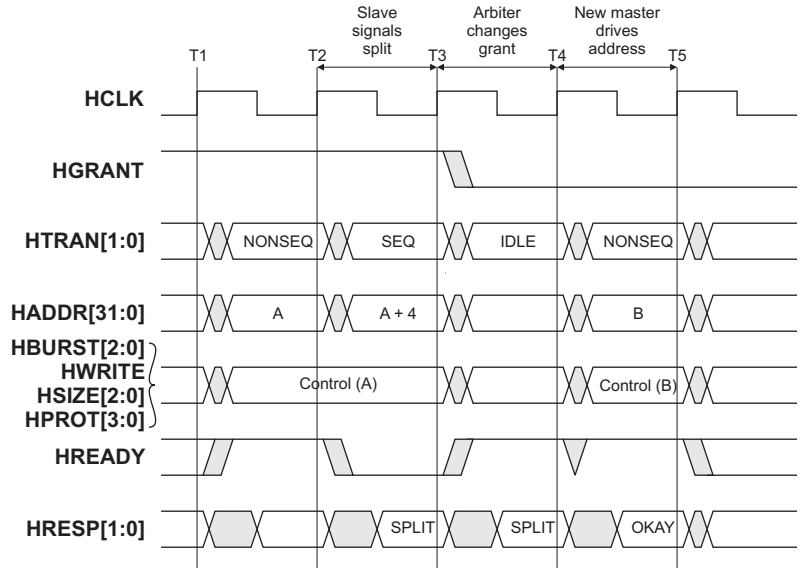 Slave
signals
split
Arbiter
changes
grant
New master
drives
address
T1 T2 T3 T4 T5
HCLK
HGRANT
HTRAN[1:0] NONSEQ SEQ IDLE NONSEQ
HADDR[31:0] A A + 4 B
HBURST[2:0]
HWRITE
HSIZE[2:0]
HPROT[3:0]
Control (A) Control (B)
HREADY
HRESP[1:0] SPLIT SPLIT OKAY